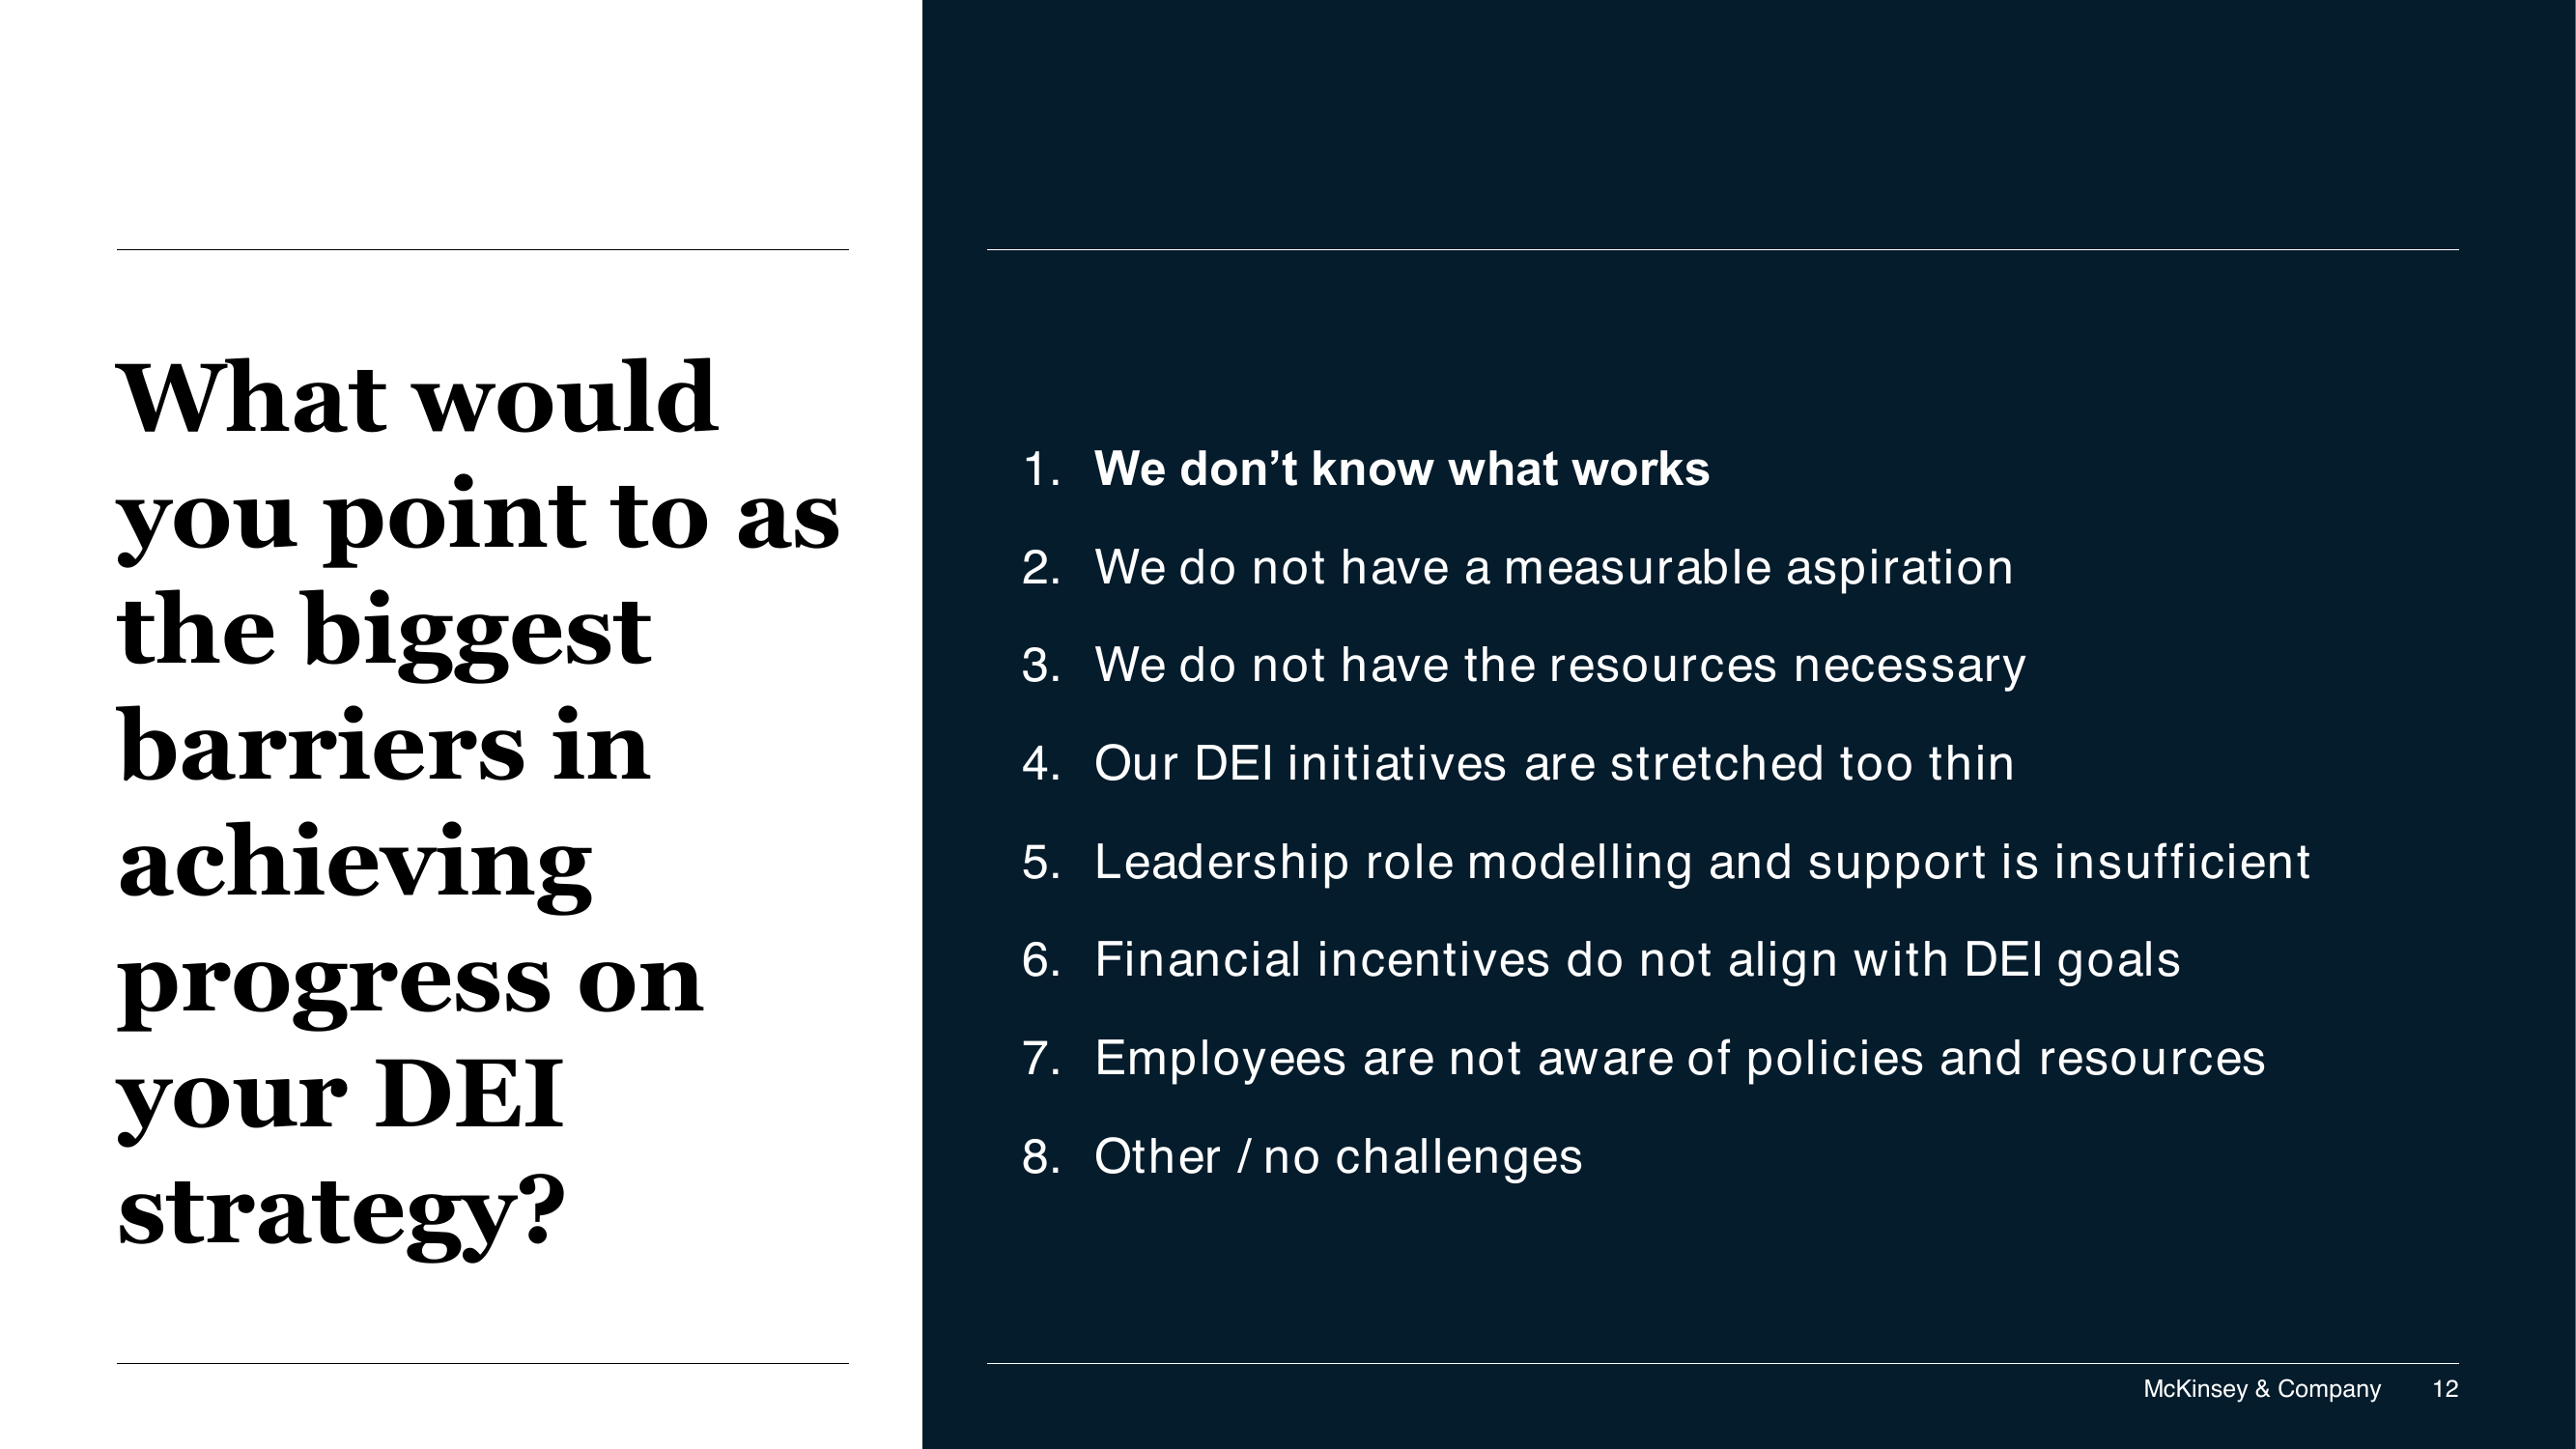 What would
you point to as
the biggest
barriers in
achieving
progress on
your DEI
strategy?
1. We don’t know what works
2. We do not have a measurable aspiration
3. We do not have the resources necessary
4. Our DEI initiatives are stretched too thin
5. Leadership role modelling and support is insufficient
6. Financial incentives do not align with DEI goals
7. Employees are not aware of policies and resources
8. Other / no challenges
McKinsey & Company 12